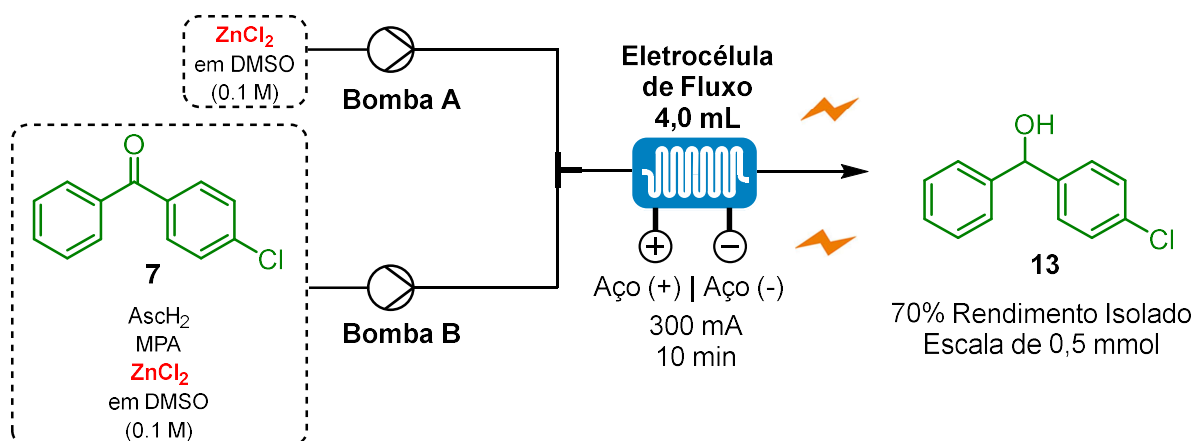 ZnCl2
em DMSO
(0.1 M)
Bomba A
O
Cl
7
AscH2
MPA
ZnCl2
em DMSO
(0.1 M)
Bomba B
Eletrocélula
de Fluxo
4,0 mL
+ −
Aço (+) | Aço (-)
300 mA
10 min
OH
Cl
13
70% Rendimento Isolado
Escala de 0,5 mmol